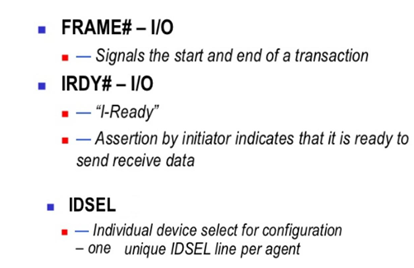 FRAME# – I/O
— Signals the start and end of a transaction
IRDY# – I/O
— “I-Ready”
— Assertion by initiator indicates that it is ready to
send receive data
IDSEL
— Individual device select for configuration
– one unique IDSEL line per agent